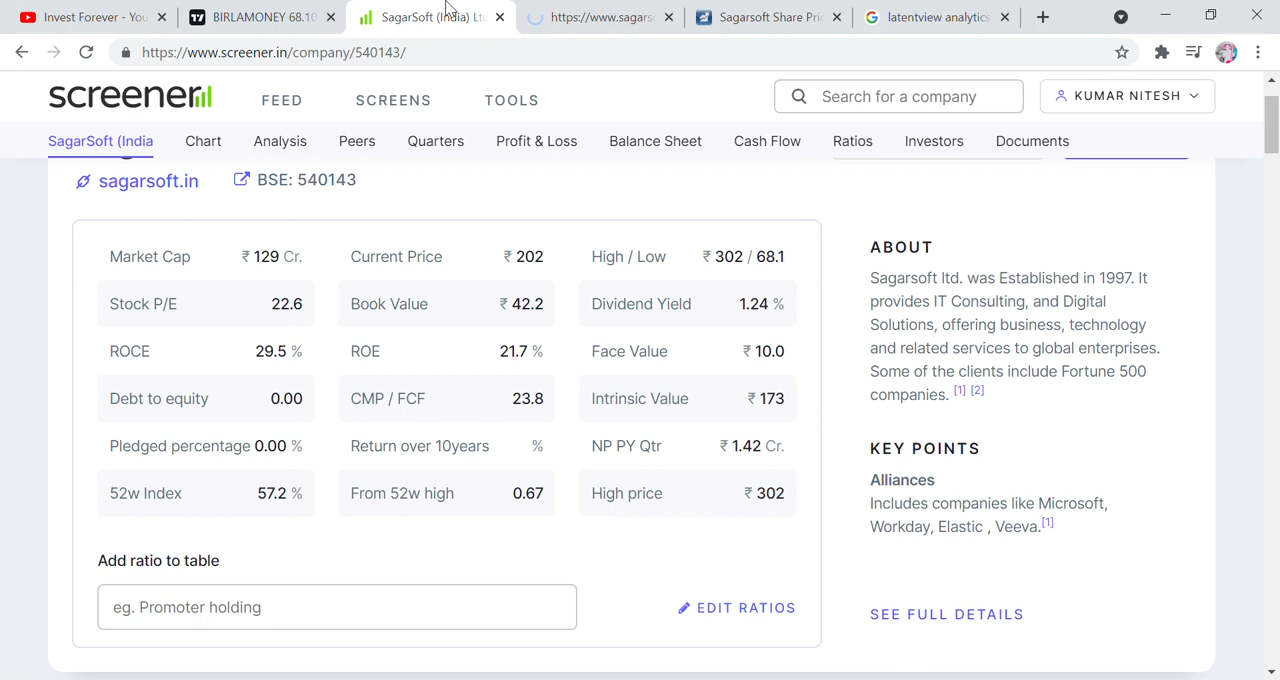 Invest Forever - You
BIRLAMONEY 68.10
SagarSoft (India) Ltd
https://www.sagars
Sagarsoft Share Pri
latentview analytics
https://www.screener.in/company/540143/
screener
FEED
SCREENS
TOOLS
Search for a company
KUMAR NITESH
SagarSoft (India
Chart
Analysis
Peers
Quarters
Profit & Loss
Balance Sheet
Cash Flow
Ratios
Investors
Documents
sagarsoft.in
BSE: 540143
Market Cap ₹ 129 Cr.
Current Price ₹ 202
High / Low ₹ 302 / 68.1
Stock P/E 22.6
Book Value ₹ 42.2
Dividend Yield 1.24 %
ROCE 29.5 %
ROE 21.7 %
Face Value ₹ 10.0
Debt to equity 0.00
CMP / FCF 23.8
Intrinsic Value ₹ 173
Pledged percentage 0.00 %
Return over 10years %
NP PY Qtr ₹ 1.42 Cr.
52w Index 57.2 %
From 52w high 0.67
High price ₹ 302
Add ratio to table
eg. Promoter holding
EDIT RATIOS
ABOUT
Sagarsoft ltd. was Established in 1997. It
provides IT Consulting, and Digital
Solutions, offering business, technology
and related services to global enterprises.
Some of the clients include Fortune 500
companies. [1] [2]
KEY POINTS
Alliances
Includes companies like Microsoft,
Workday, Elastic , Veeva.[1]
SEE FULL DETAILS